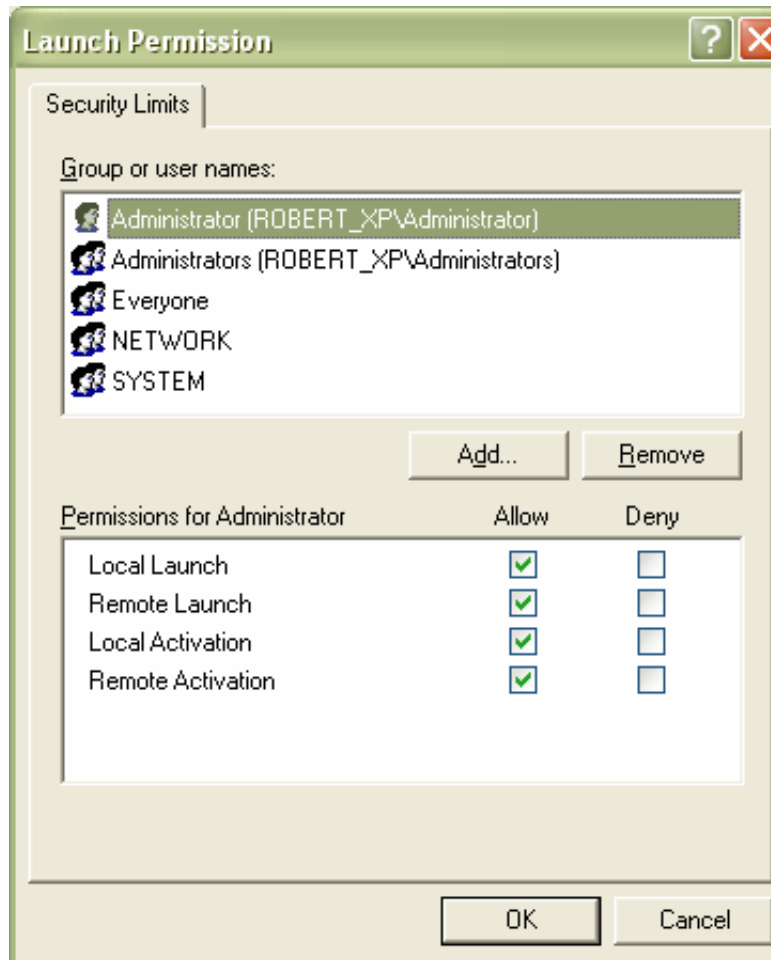 Launch Permission
Security Limits
Group or user names:
Administrator (ROBERT_XP\Administrator)
Administrators (ROBERT_XP\Administrators)
Everyone
NETWORK
SYSTEM
Add... Remove
Permissions for Administrator Allow Deny
Local Launch
Remote Launch
Local Activation
Remote Activation
OK Cancel